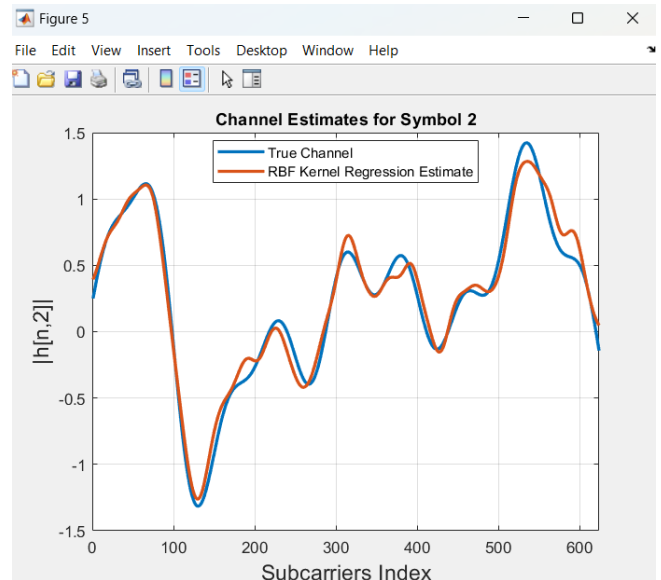 Figure 5
File Edit View Insert Tools Desktop Window Help
Channel Estimates for Symbol 2
True Channel
RBF Kernel Regression Estimate
1.5
1
0.5
0
-0.5
-1
-1.5
|h[n,2]|
0 100 200 300 400 500 600
Subcarriers Index